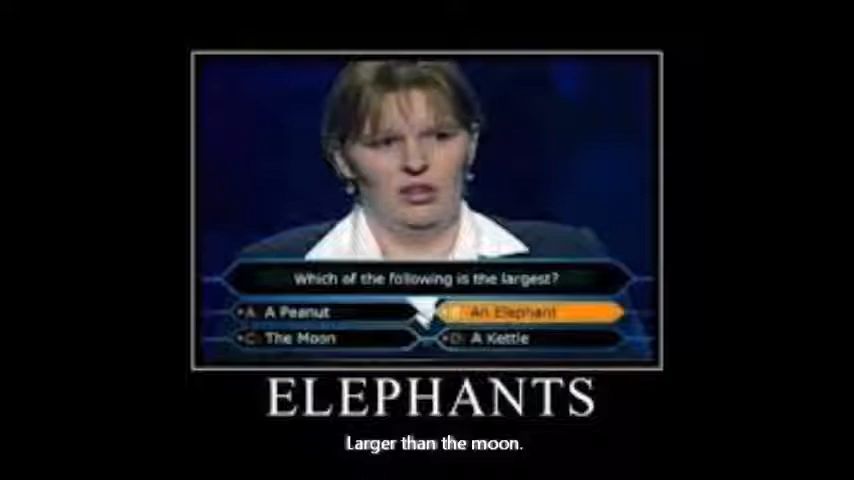 Which of the following is the largest?
A: A Peanut
B: An Elephant
C: The Moon
D: A Kettle
ELEPHANTS
Larger than the moon.